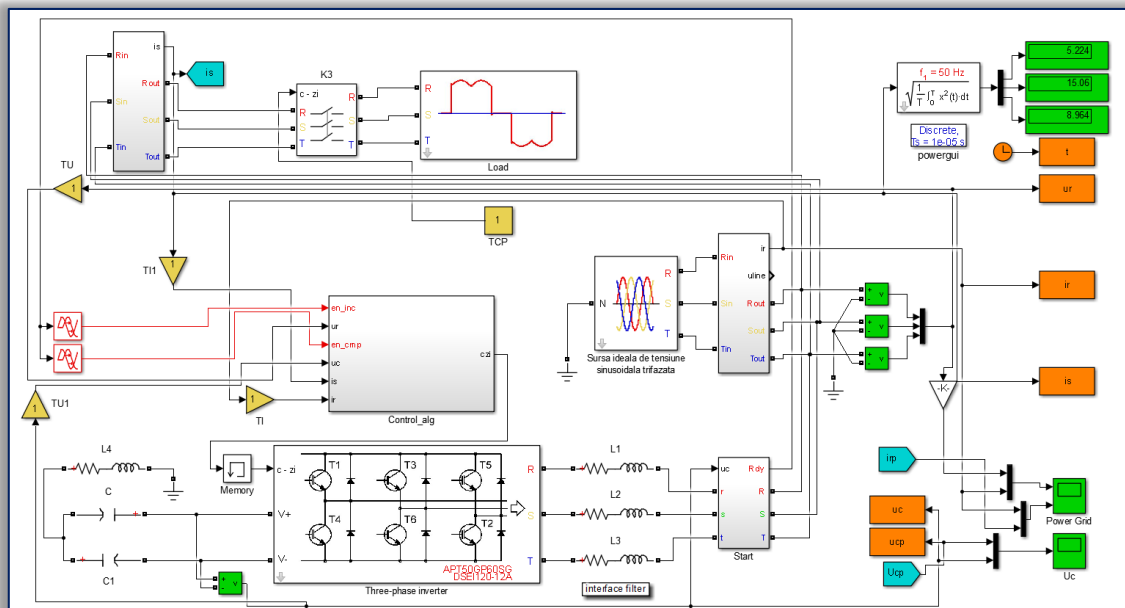 is
Rin
Rout
Sin
Sout
Tin
Tout
is
K3
c - zi
R
S
T
R
S
T
R
S
T
Load
f1 = 50 Hz
√ 1/T ∫0T x²(t)·dt
5.224
15.06
8.964
Discrete,
Ts = 1e-05 s
powergui
t
TU
1
ur
1
TCP
TI1
1
N
R
S
T
Sursa ideala de tensiune
sinusoidala trifazata
Rin
Sin
Tin
ir
uline
Rout
Sout
Tout
+
-
v
+
-
v
+
-
v
ir
en_inc
ur
en_cmp
uc
is
ir
czi
Control_alg
TU1
1
TI
1
-K-
is
L4
C
+
+
C1
Memory
c - zi
V+
V-
T1
T3
T5
T4
T6
T2
R
S
T
APT50GP60SG
DSEI120-12A
Three-phase inverter
+
-
v
L1
+
L2
+
L3
+
interface filter
uc
r
s
t
Rdy
R
S
T
Start
irp
uc
ucp
Ucp
Power Grid
Uc